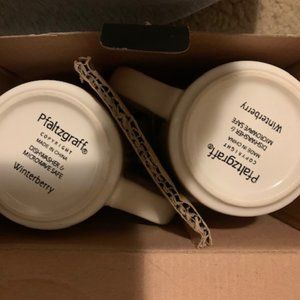 Pfaltzgraff®
COPYRIGHT
MADE IN CHINA
DISHWASHER &
MICROWAVE SAFE
Winterberry
Pfaltzgraff®
COPYRIGHT
MADE IN CHINA
DISHWASHER &
MICROWAVE SAFE
Winterberry